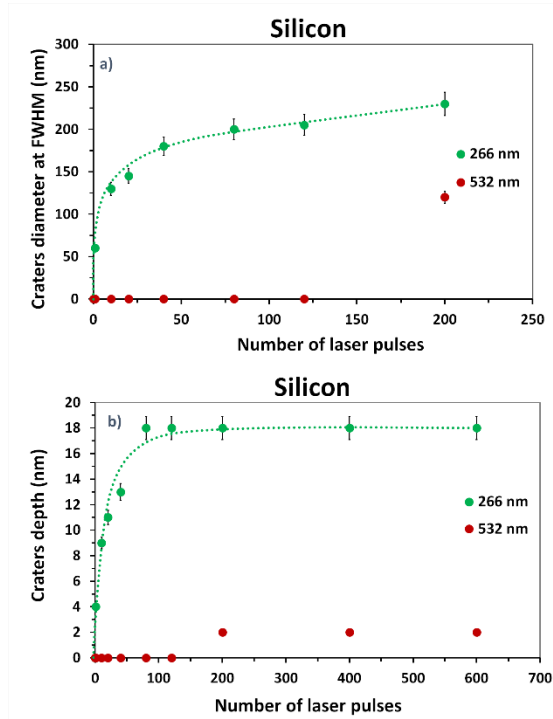 Silicon
a)
300
250
200
150
100
50
0
0 50 100 150 200 250
Craters diameter at FWHM (nm)
Number of laser pulses
266 nm
532 nm
Silicon
b)
20
18
16
14
12
10
8
6
4
2
0
0 100 200 300 400 500 600 700
Craters depth (nm)
Number of laser pulses
266 nm
532 nm